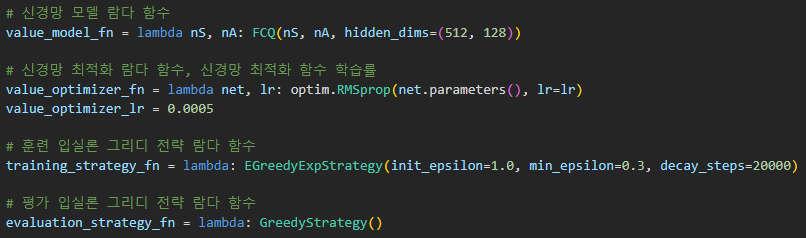 # 신경망 모델 람다 함수
value_model_fn = lambda nS, nA: FCQ(nS, nA, hidden_dims=(512, 128))
# 신경망 최적화 람다 함수, 신경망 최적화 함수 학습률
value_optimizer_fn = lambda net, lr: optim.RMSprop(net.parameters(), lr=lr)
value_optimizer_lr = 0.0005
# 훈련 입실론 그리디 전략 람다 함수
training_strategy_fn = lambda: EGreedyExpStrategy(init_epsilon=1.0, min_epsilon=0.3, decay_steps=20000)
# 평가 입실론 그리디 전략 람다 함수
evaluation_strategy_fn = lambda: GreedyStrategy()